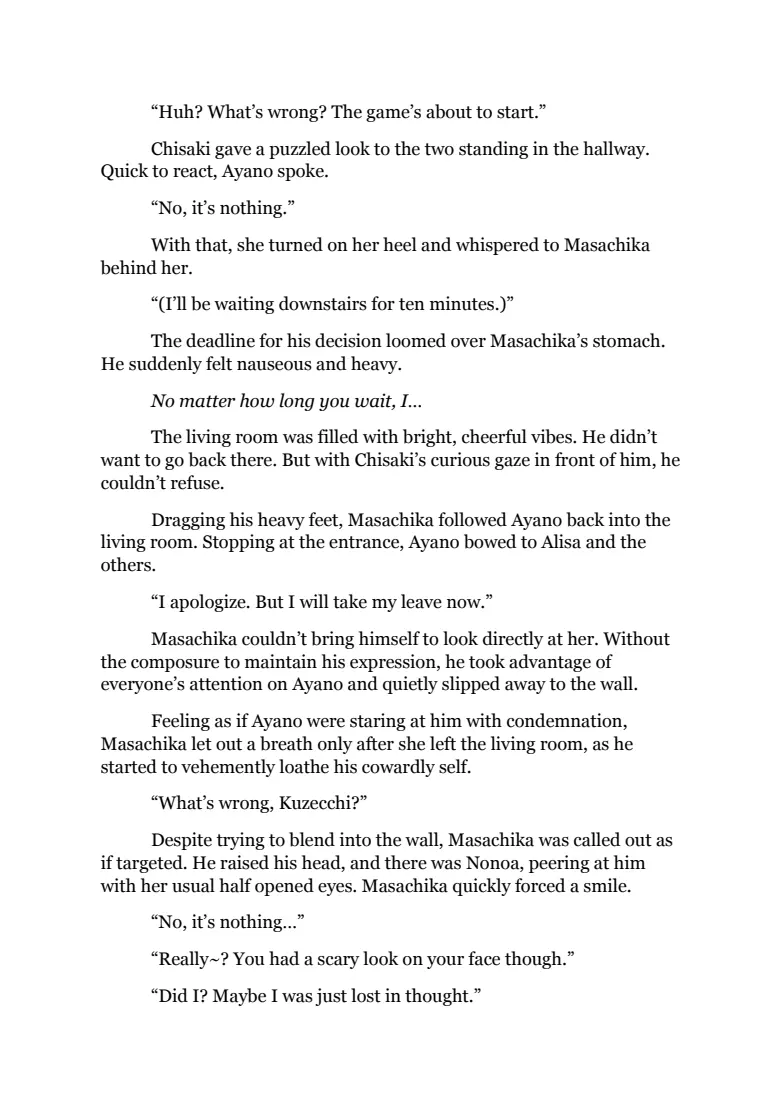 “Huh? What’s wrong? The game’s about to start.”
Chisaki gave a puzzled look to the two standing in the hallway.
Quick to react, Ayano spoke.
“No, it’s nothing.”
With that, she turned on her heel and whispered to Masachika
behind her.
“(I’ll be waiting downstairs for ten minutes.)”
The deadline for his decision loomed over Masachika’s stomach.
He suddenly felt nauseous and heavy.
No matter how long you wait, I...
The living room was filled with bright, cheerful vibes. He didn’t
want to go back there. But with Chisaki’s curious gaze in front of him, he
couldn’t refuse.
Dragging his heavy feet, Masachika followed Ayano back into the
living room. Stopping at the entrance, Ayano bowed to Alisa and the
others.
“I apologize. But I will take my leave now.”
Masachika couldn’t bring himself to look directly at her. Without
the composure to maintain his expression, he took advantage of
everyone’s attention on Ayano and quietly slipped away to the wall.
Feeling as if Ayano were staring at him with condemnation,
Masachika let out a breath only after she left the living room, as he
started to vehemently loathe his cowardly self.
“What’s wrong, Kuzecchi?”
Despite trying to blend into the wall, Masachika was called out as
if targeted. He raised his head, and there was Nonoa, peering at him
with her usual half opened eyes. Masachika quickly forced a smile.
“No, it’s nothing...”
“Really~? You had a scary look on your face though.”
“Did I? Maybe I was just lost in thought.”